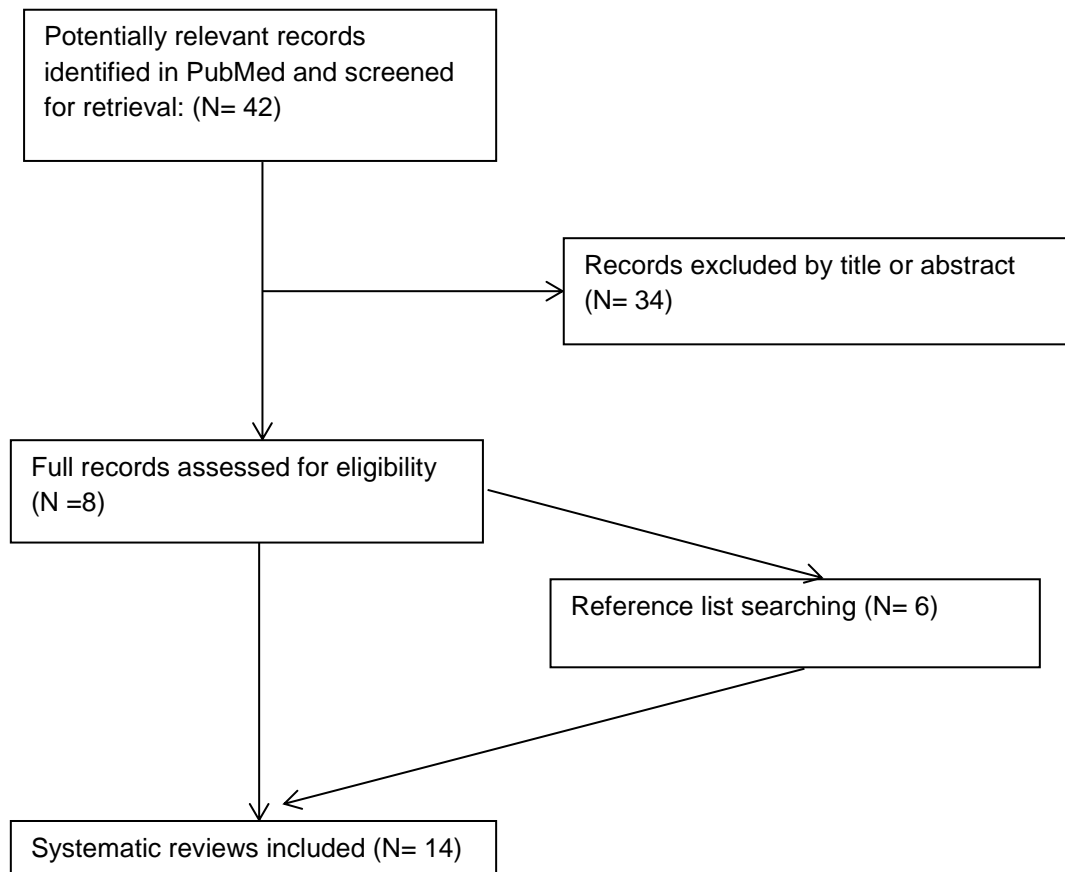 Potentially relevant records
identified in PubMed and screened
for retrieval: (N= 42)
Records excluded by title or abstract
(N= 34)
Full records assessed for eligibility
(N =8)
Reference list searching (N= 6)
Systematic reviews included (N= 14)